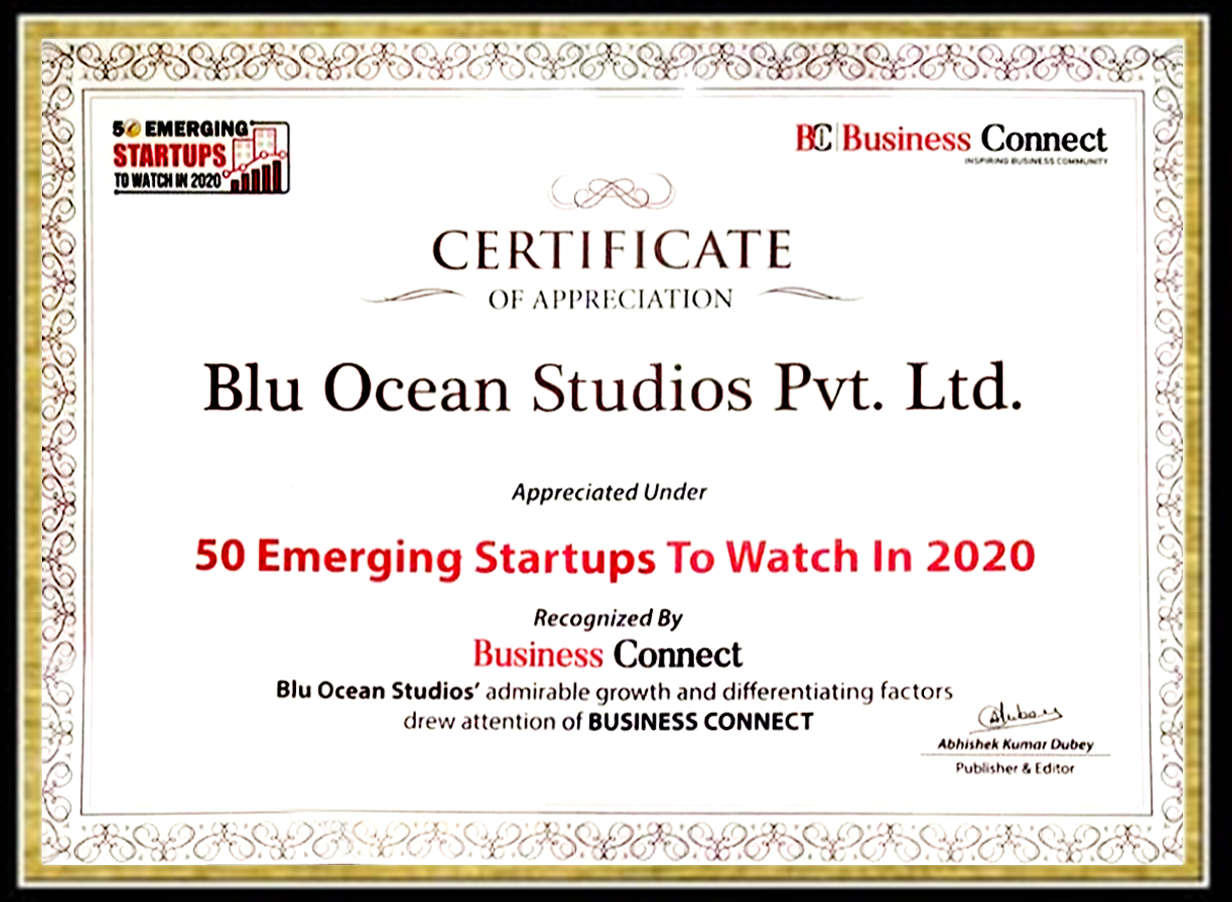 50 EMERGING
STARTUPS
TO WATCH IN 2020
BC Business Connect
INSPIRING BUSINESS COMMUNITY
CERTIFICATE
OF APPRECIATION
Blu Ocean Studios Pvt. Ltd.
Appreciated Under
50 Emerging Startups To Watch In 2020
Recognized By
Business Connect
Blu Ocean Studios’ admirable growth and differentiating factors
drew attention of BUSINESS CONNECT
Abhishek Kumar Dubey
Publisher & Editor